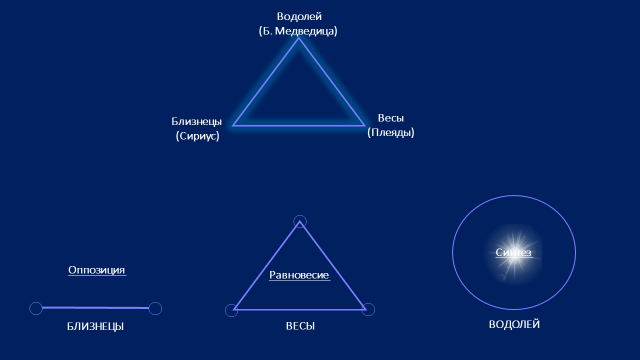 Водолей
(Б. Медведица)
Близнецы
(Сириус)
Весы
(Плеяды)
Оппозиция
БЛИЗНЕЦЫ
Равновесие
ВЕСЫ
Синтез
ВОДОЛЕЙ